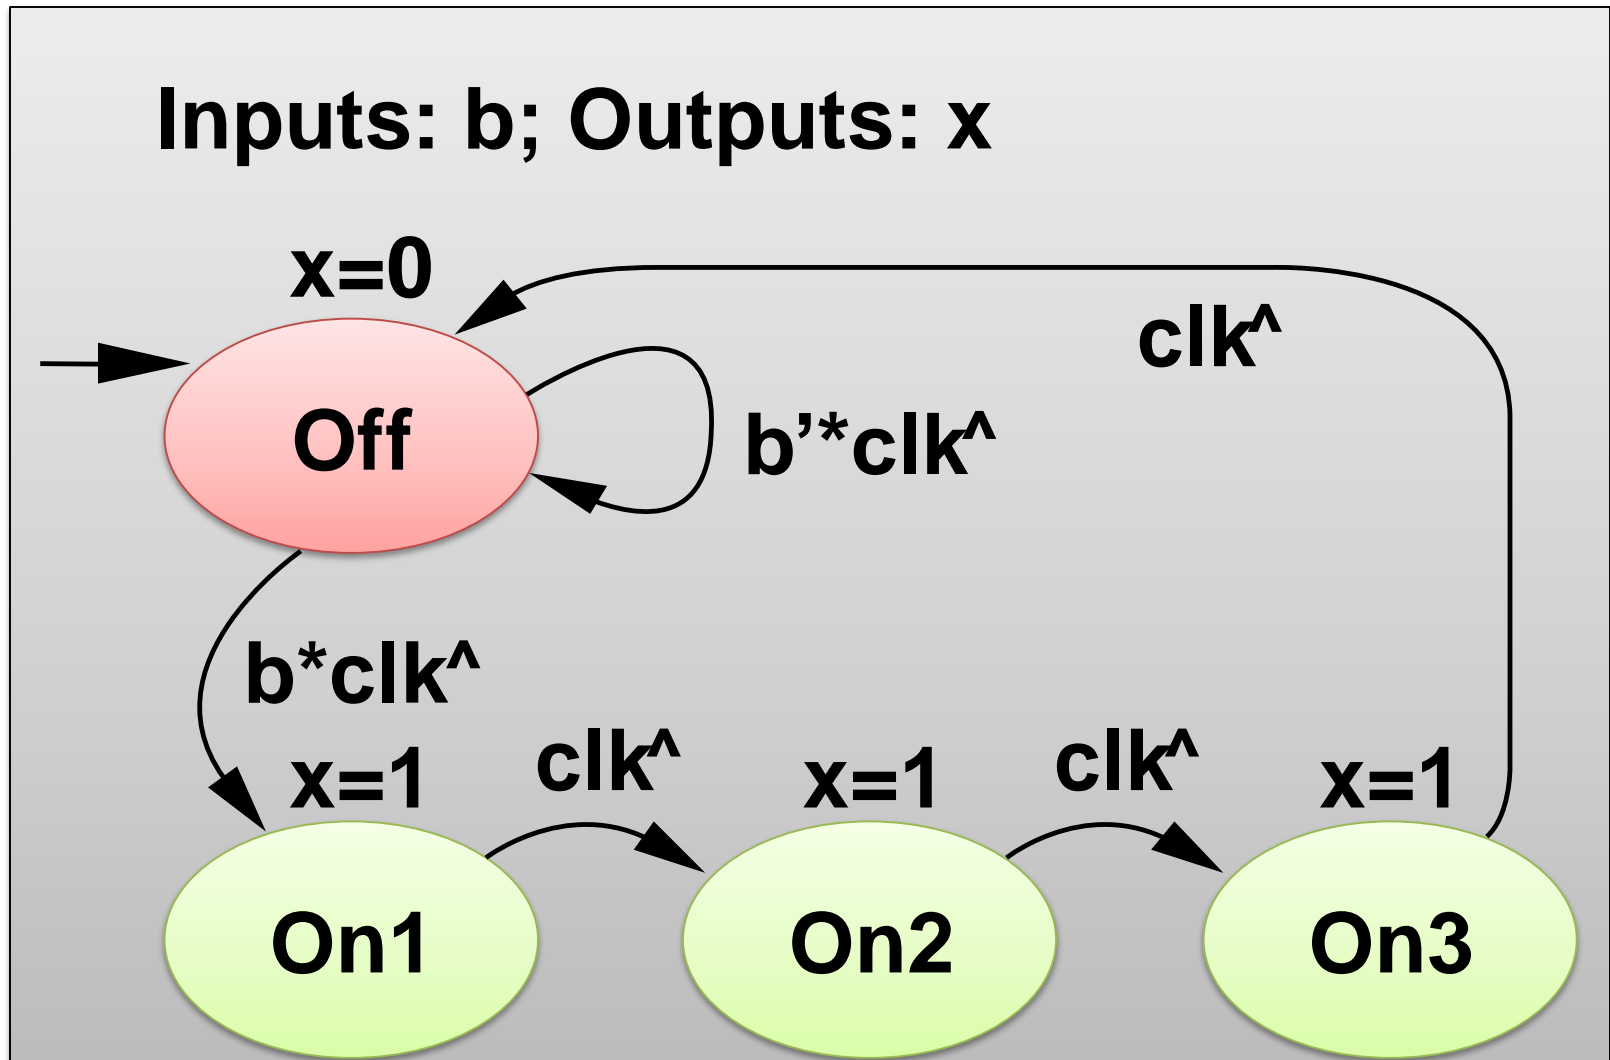 Inputs: b; Outputs: x
x=0
clk^
Off
b’*clk^
b*clk^
x=1
clk^
x=1
clk^
x=1
On1
On2
On3